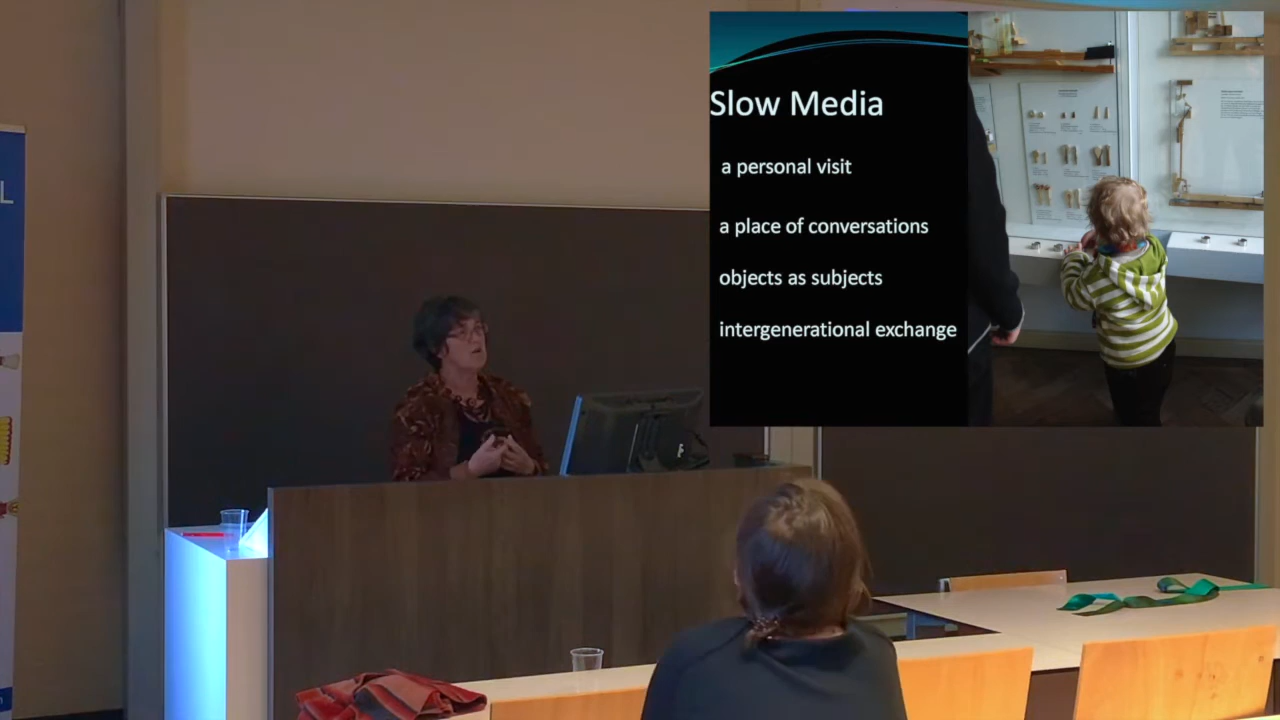 L
Slow Media
a personal visit
a place of conversations
objects as subjects
intergenerational exchange